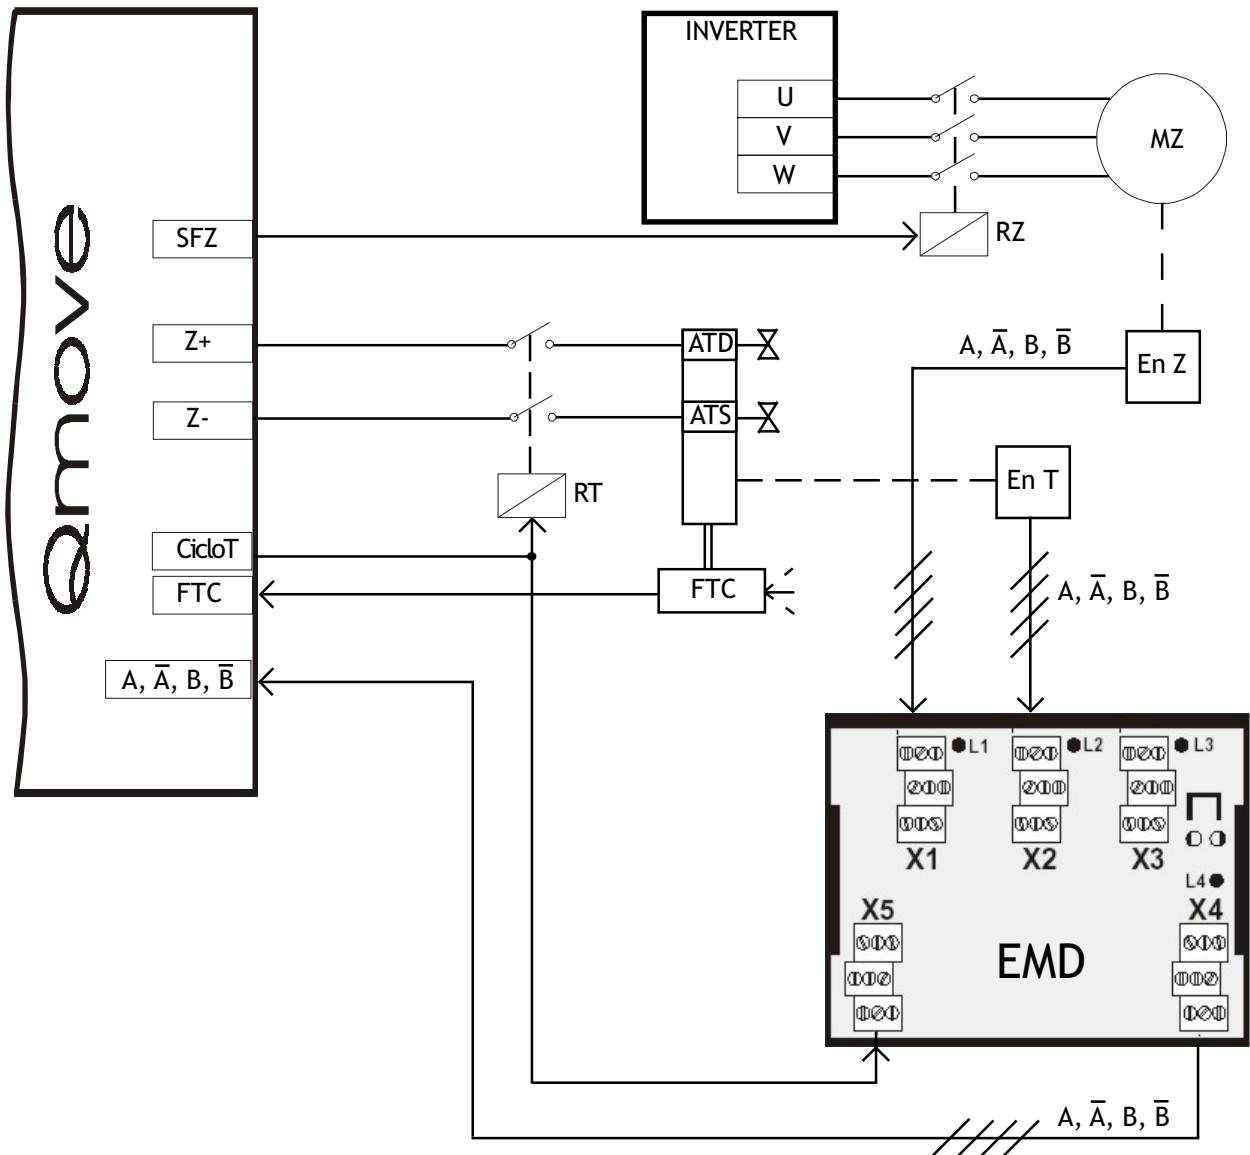 INVERTER
U
V
W
MZ
Qmove
SFZ
RZ
Z+
ATD
A, A̅, B, B̅
En Z
Z-
ATS
En T
RT
CicloT
FTC
FTC
A, A̅, B, B̅
A, A̅, B, B̅
L1
L2
L3
X1
X2
X3
L4
X5
X4
EMD
A, A̅, B, B̅